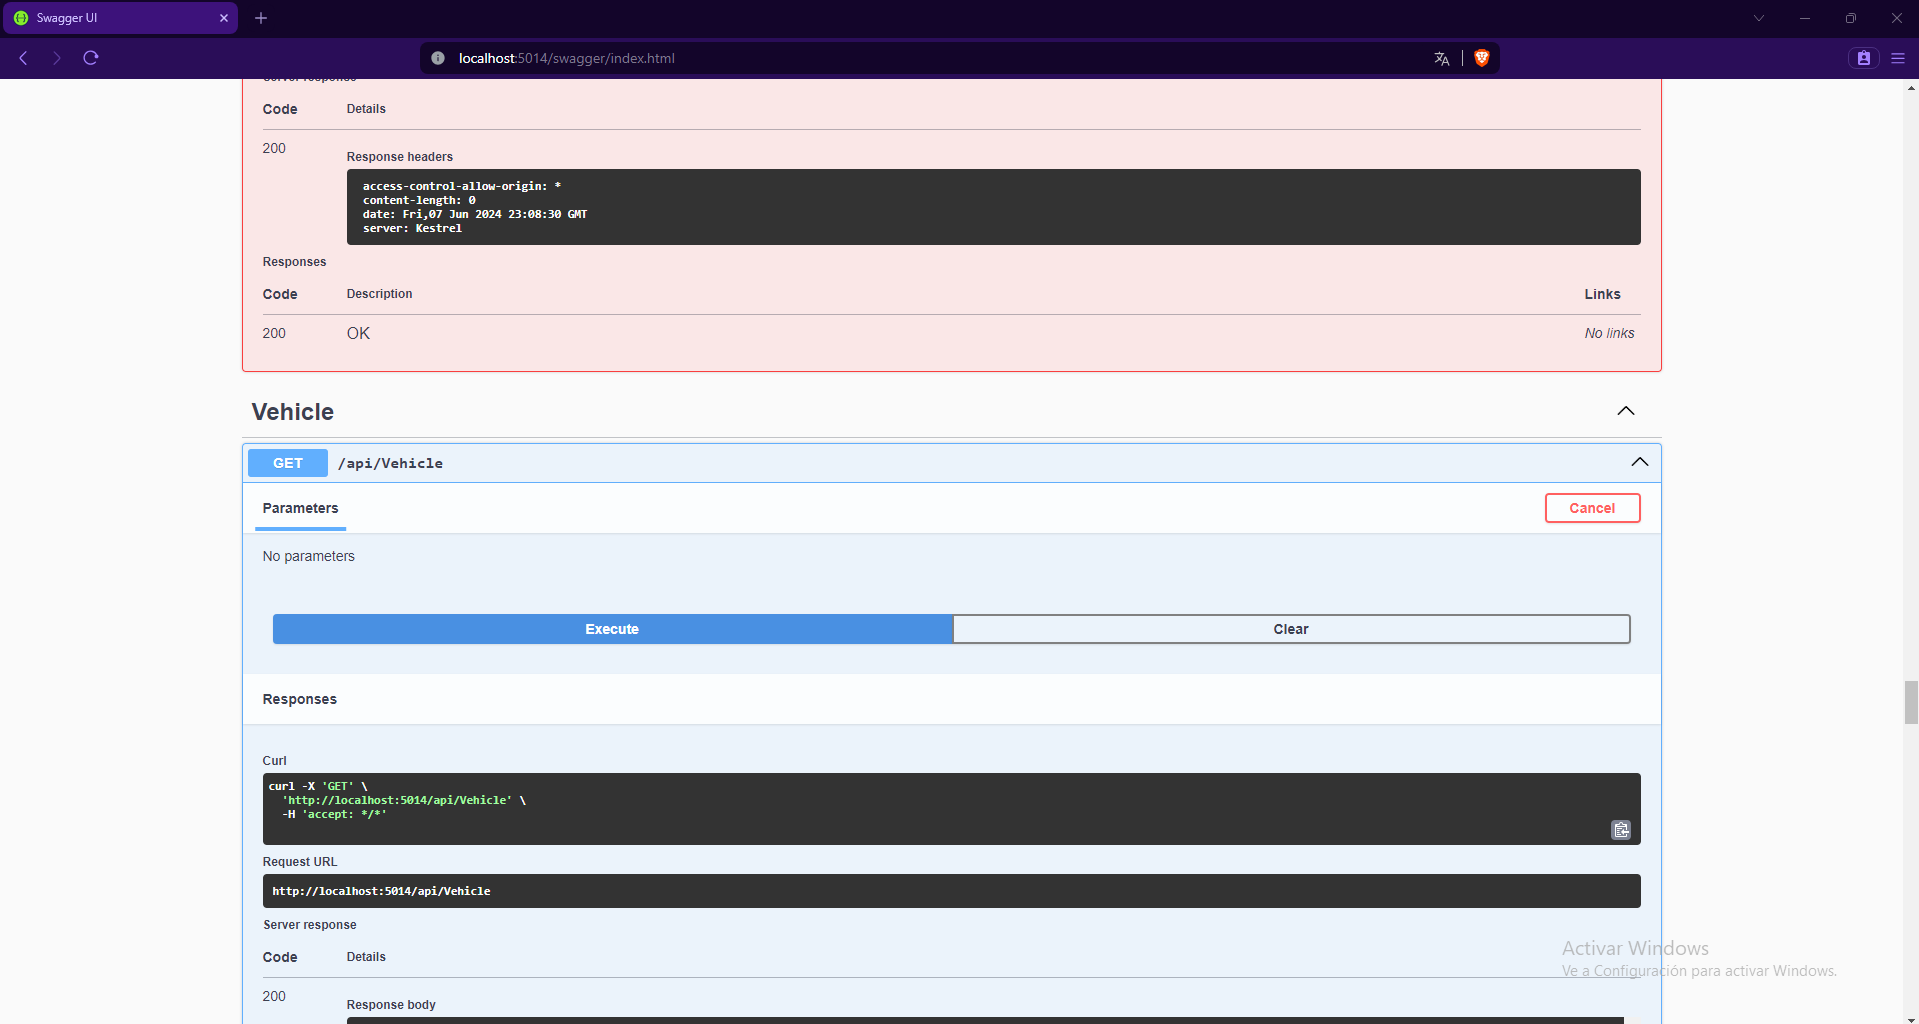 Swagger UI
localhost:5014/swagger/index.html
Server response
Code Details
200
Response headers
access-control-allow-origin: *
content-length: 0
date: Fri,07 Jun 2024 23:08:30 GMT
server: Kestrel
Responses
Code Description Links
200 OK No links
Vehicle
GET /api/Vehicle
Parameters Cancel
No parameters
Execute Clear
Responses
Curl
curl -X 'GET' \
'http://localhost:5014/api/Vehicle' \
-H 'accept: */*'
Request URL
http://localhost:5014/api/Vehicle
Server response
Code Details
200
Response body
Activar Windows
Ve a Configuración para activar Windows.